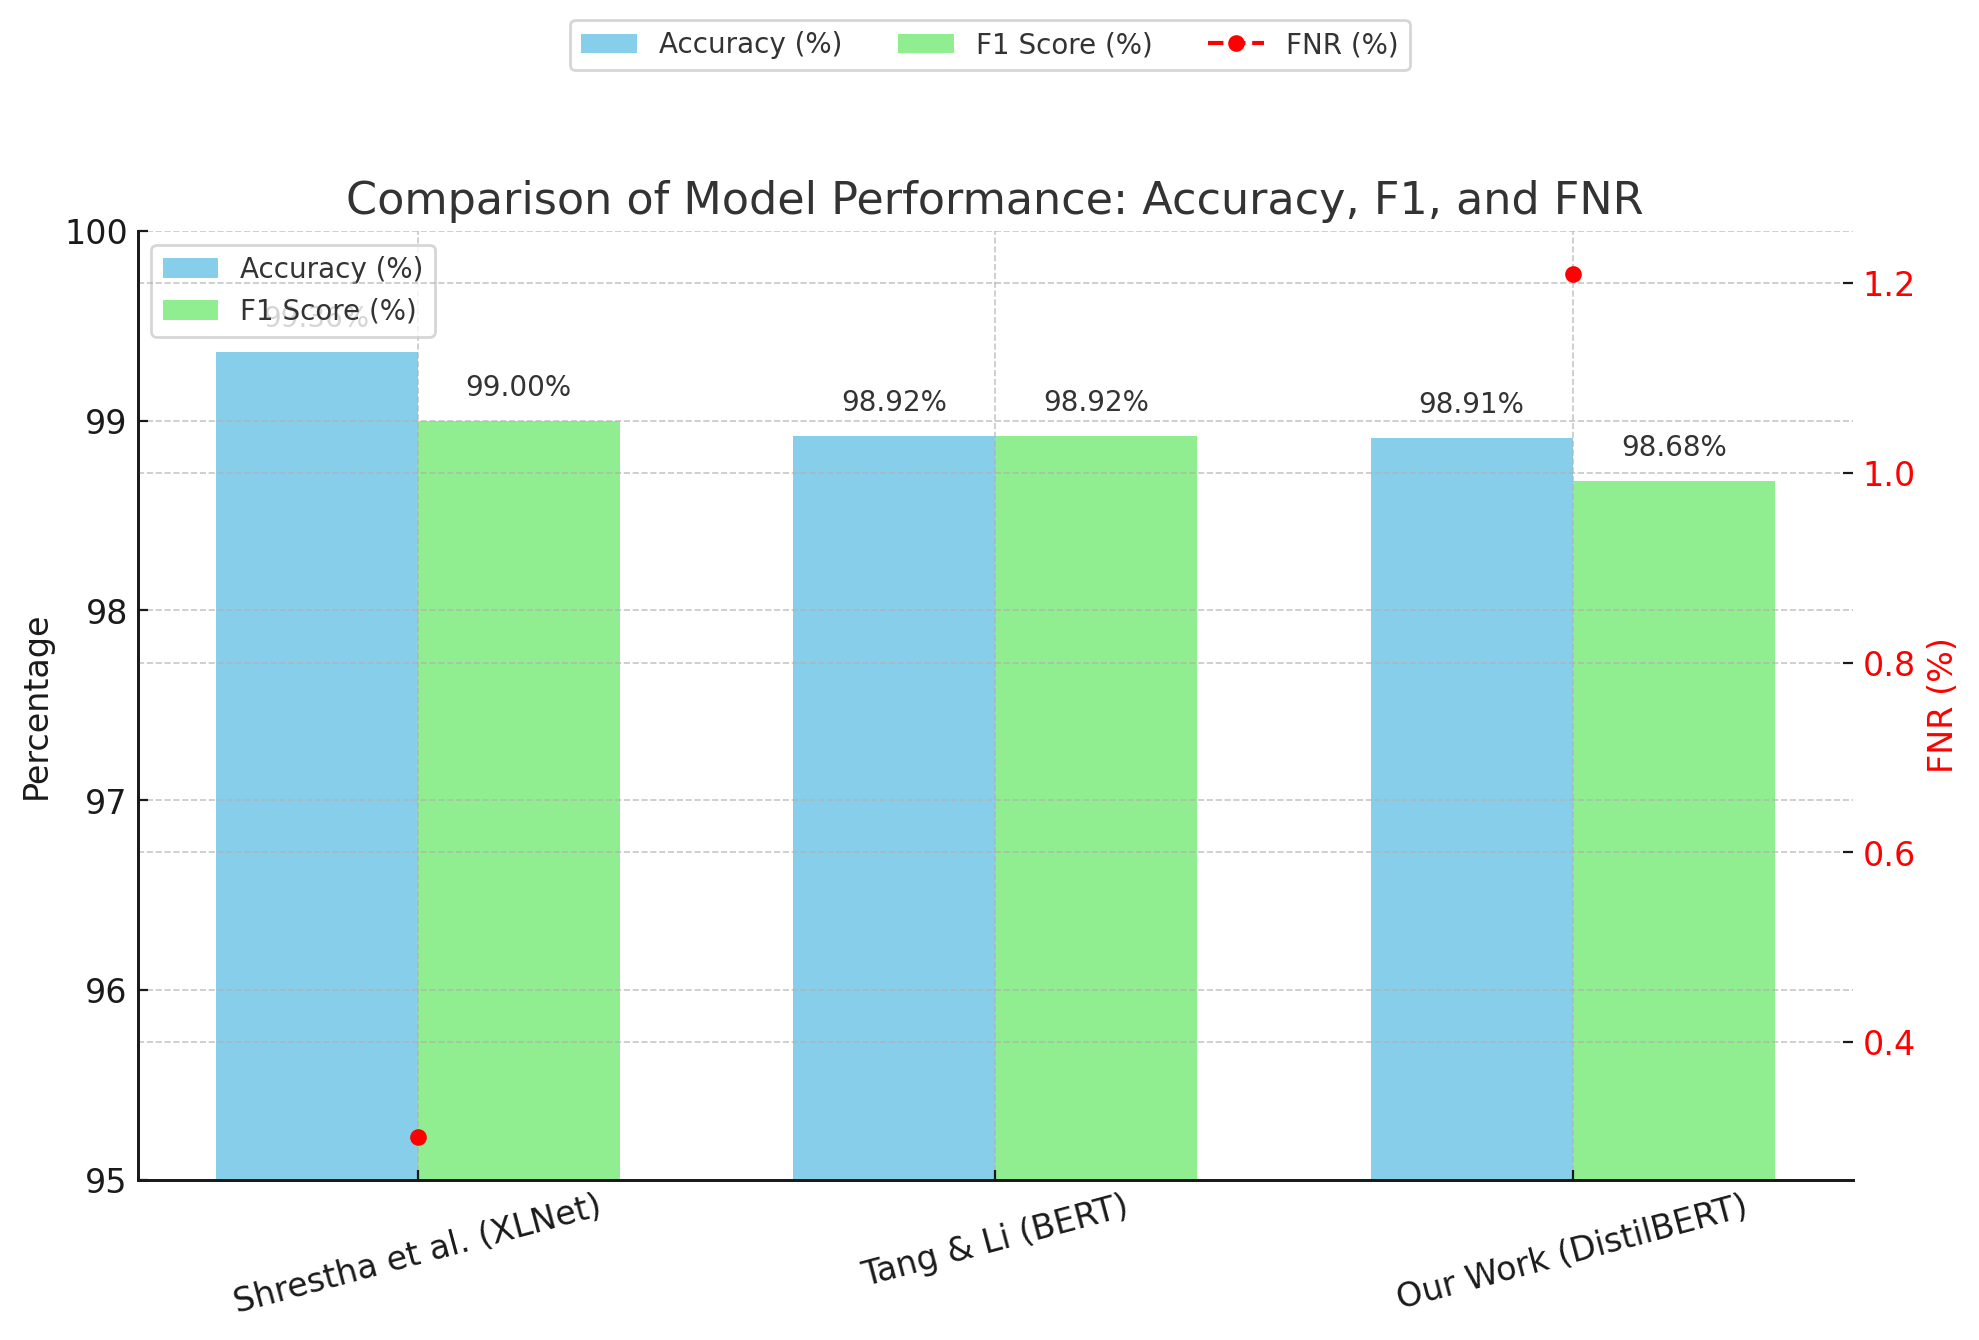 Accuracy (%) F1 Score (%) FNR (%)
Comparison of Model Performance: Accuracy, F1, and FNR
Accuracy (%)
F1 Score (%)
99.36%
99.00%
98.92%
98.92%
98.91%
98.68%
100
99
98
97
96
95
Percentage
1.2
1.0
0.8
0.6
0.4
FNR (%)
Shrestha et al. (XLNet)
Tang & Li (BERT)
Our Work (DistilBERT)